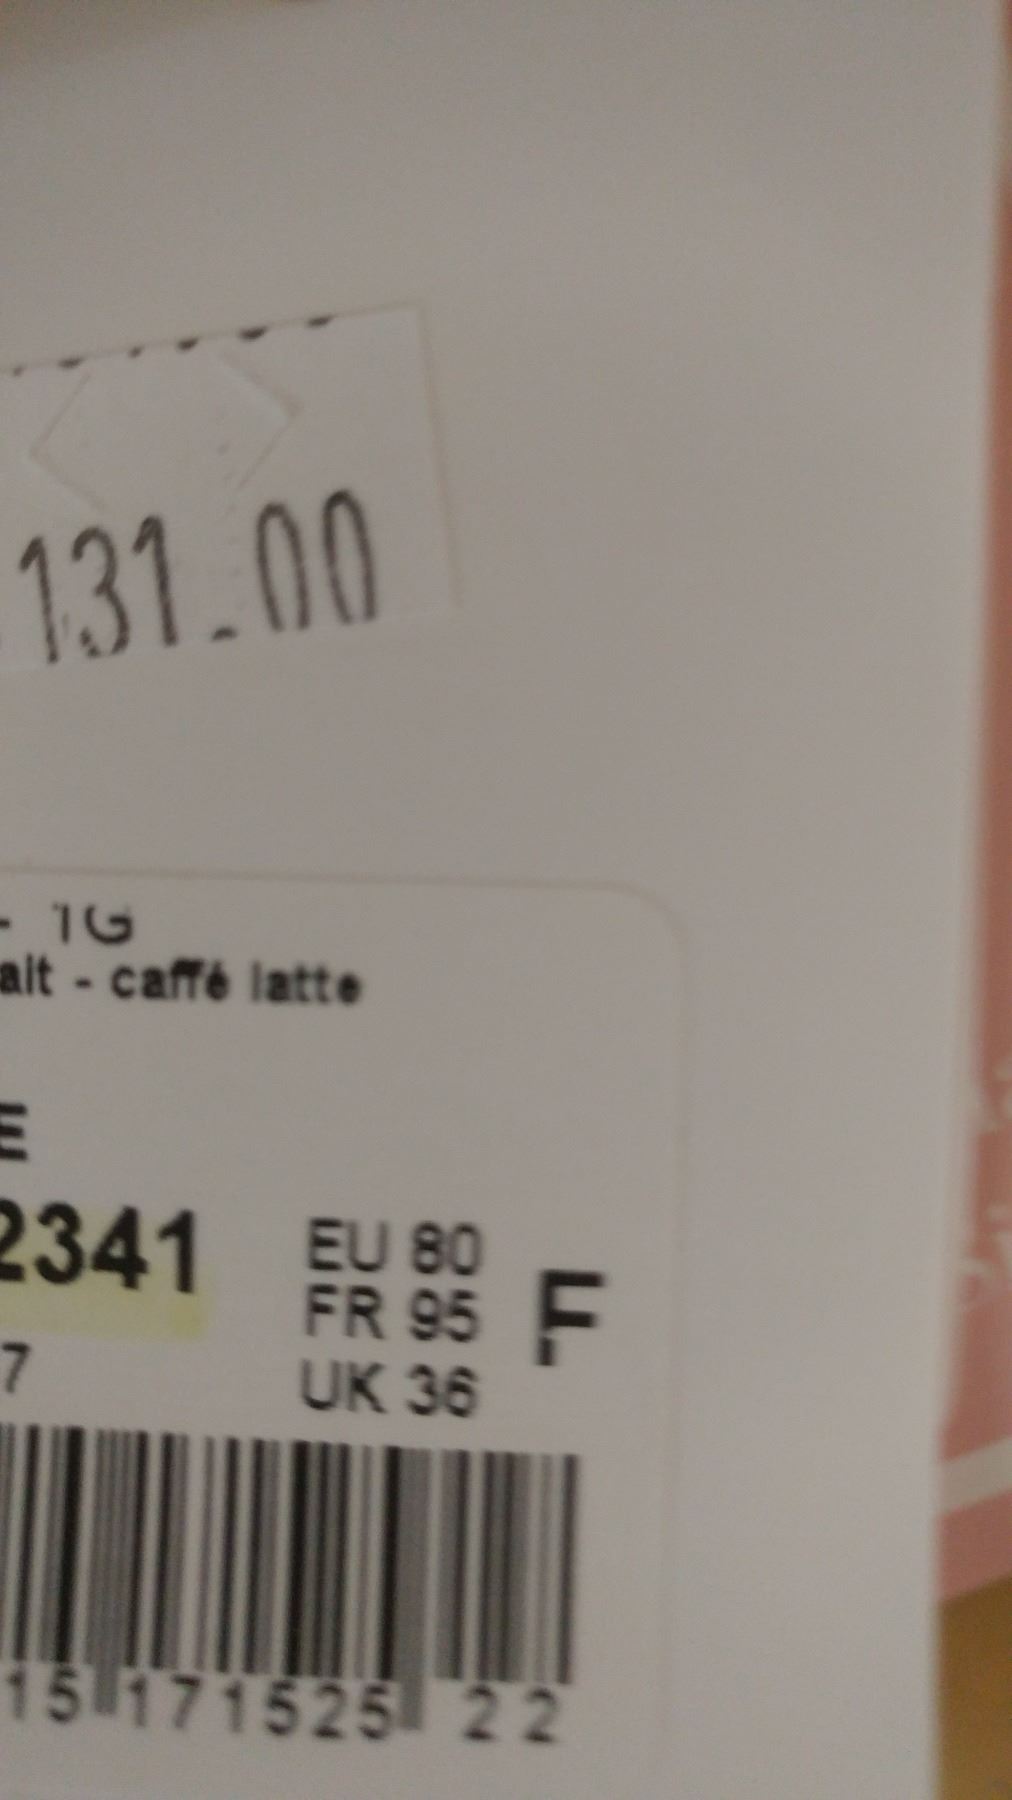 131.00
- 1G
ait - caffé latte
E
2341
EU 80
FR 95
UK 36
F
7
15 171525 22